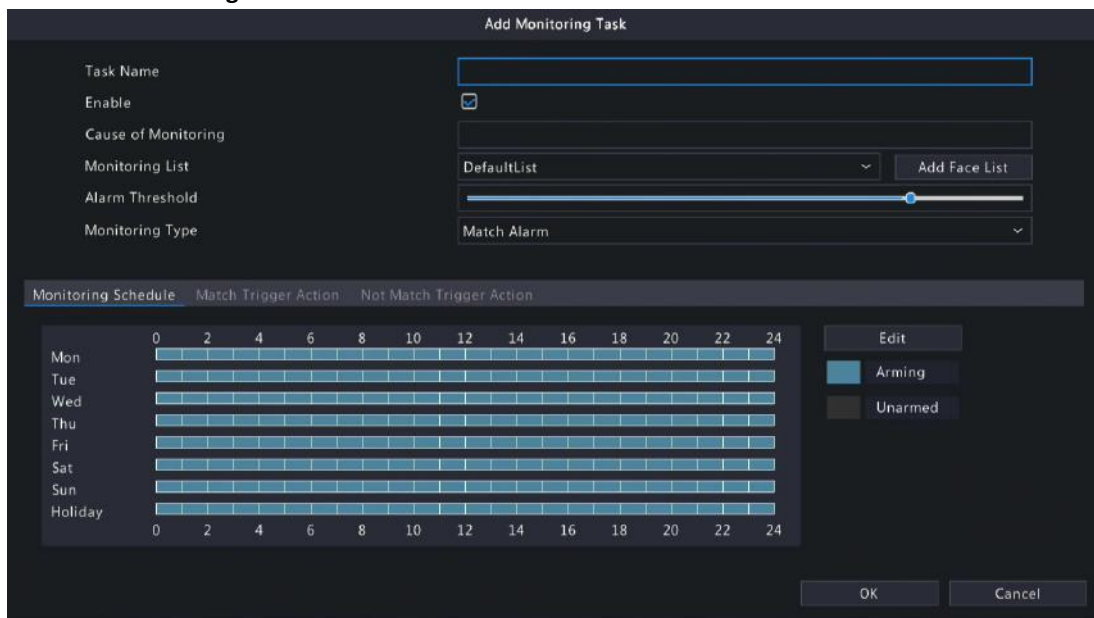 Add Monitoring Task
Task Name
Enable
Cause of Monitoring
Monitoring List DefaultList Add Face List
Alarm Threshold
Monitoring Type Match Alarm
Monitoring Schedule Match Trigger Action Not Match Trigger Action
0 2 4 6 8 10 12 14 16 18 20 22 24 Edit
Mon
Tue Arming
Wed
Thu Unarmed
Fri
Sat
Sun
Holiday
0 2 4 6 8 10 12 14 16 18 20 22 24
OK Cancel